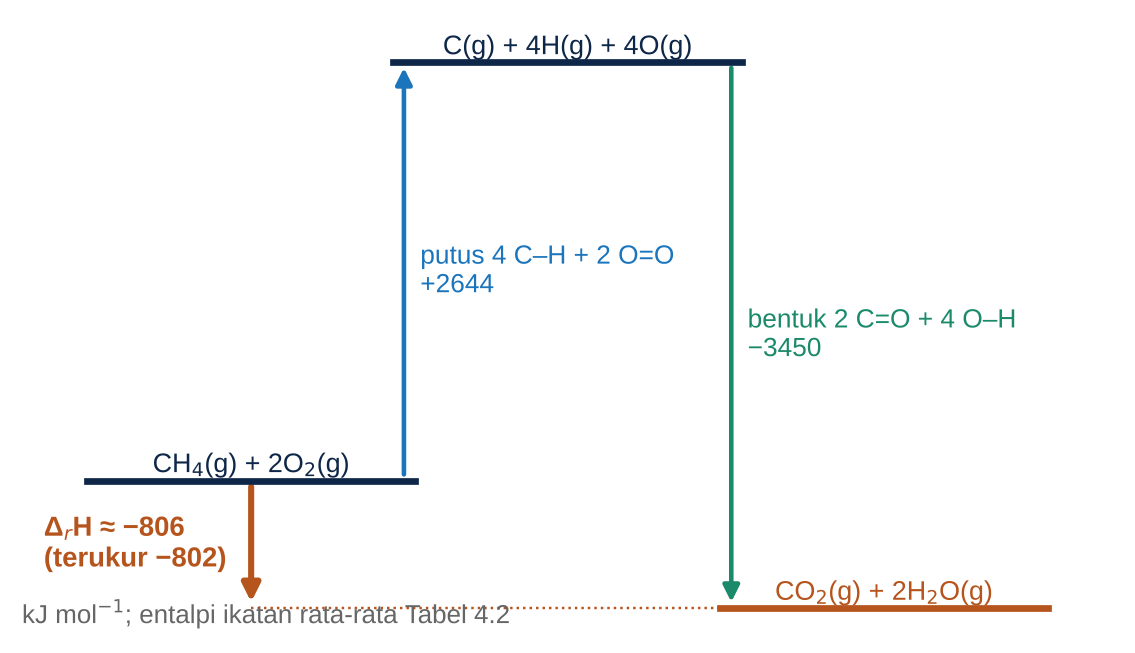 C(g) + 4H(g) + 4O(g)
putus 4 C–H + 2 O=O
+2644
bentuk 2 C=O + 4 O–H
−3450
CH₄(g) + 2O₂(g)
ΔᵣH ≈ −806
(terukur −802)
CO₂(g) + 2H₂O(g)
kJ mol⁻¹; entalpi ikatan rata-rata Tabel 4.2